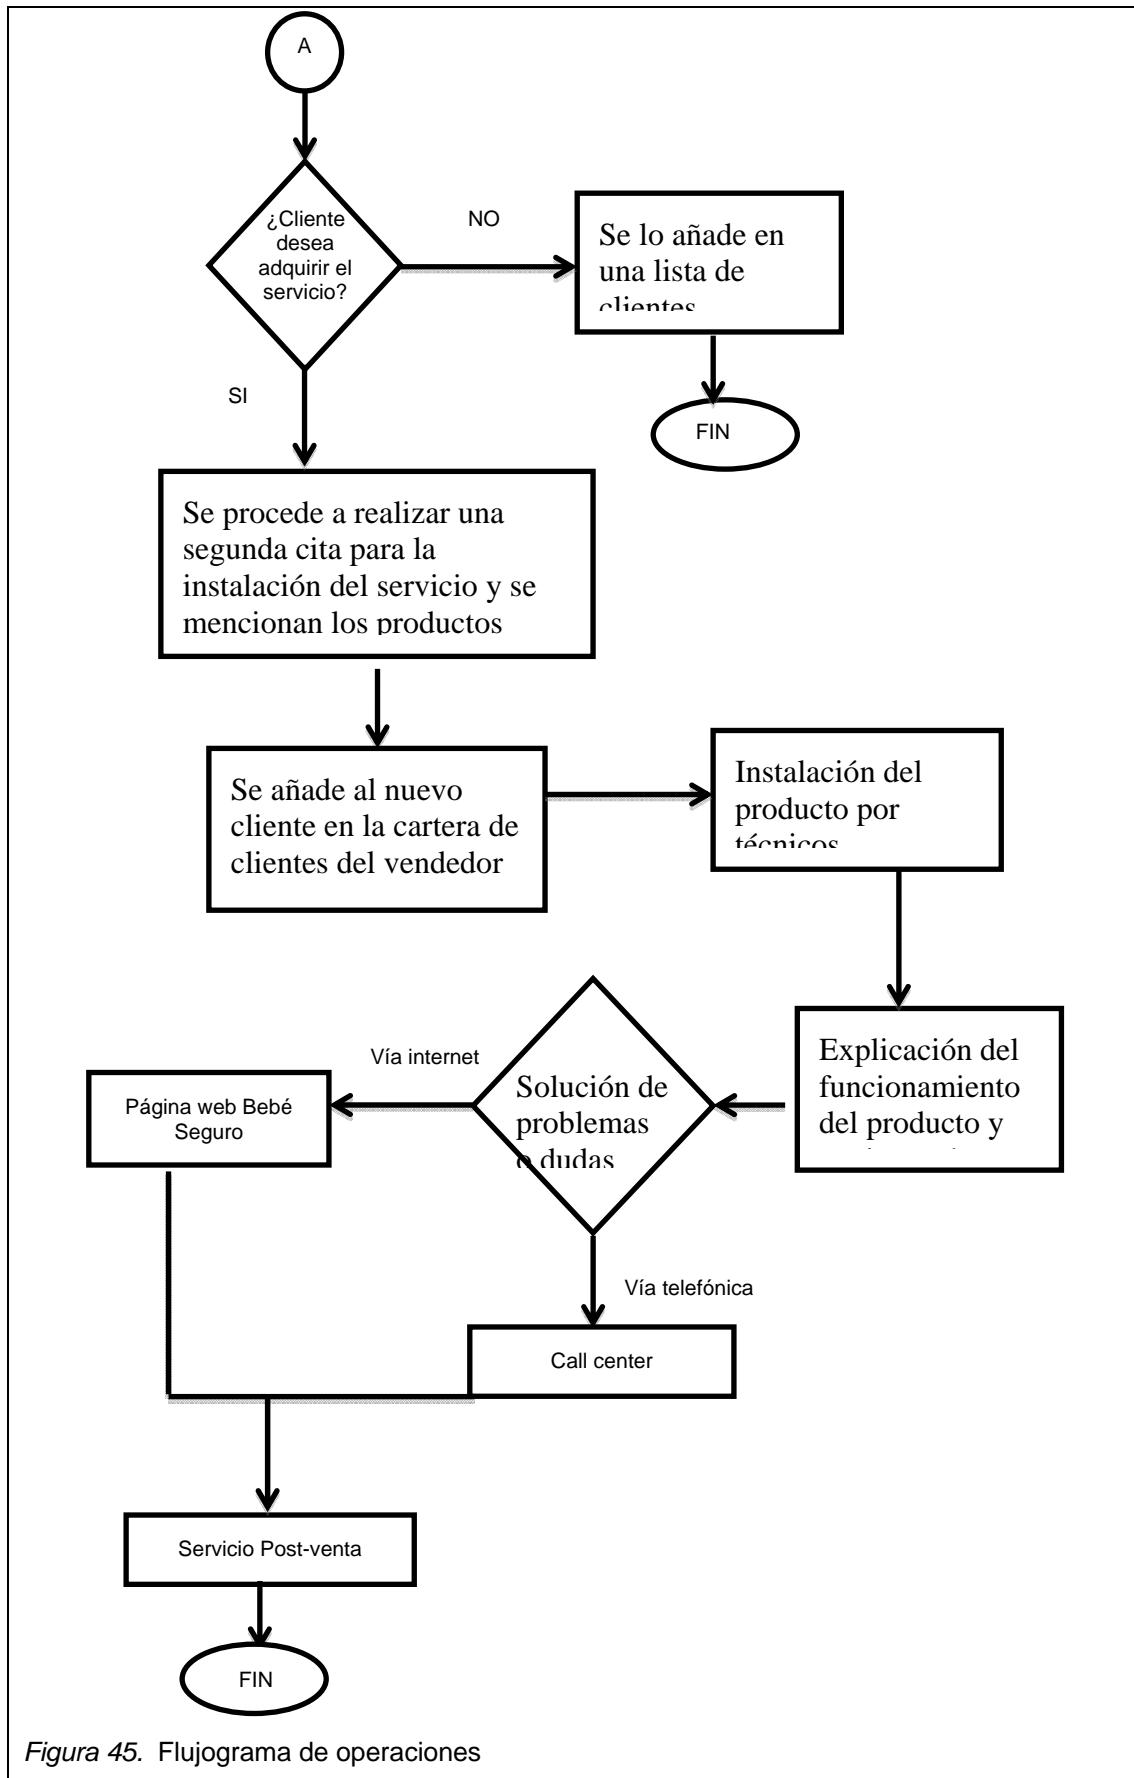 A
¿Cliente
desea
adquirir el
servicio?
NO
Se lo añade en
una lista de
clientes
FIN
SI
Se procede a realizar una
segunda cita para la
instalación del servicio y se
mencionan los productos
Se añade al nuevo
cliente en la cartera de
clientes del vendedor
Instalación del
producto por
técnicos
Explicación del
funcionamiento
del producto y
Solución de
problemas
o dudas
Vía internet
Página web Bebé
Seguro
Vía telefónica
Call center
Servicio Post-venta
FIN
Figura 45. Flujograma de operaciones